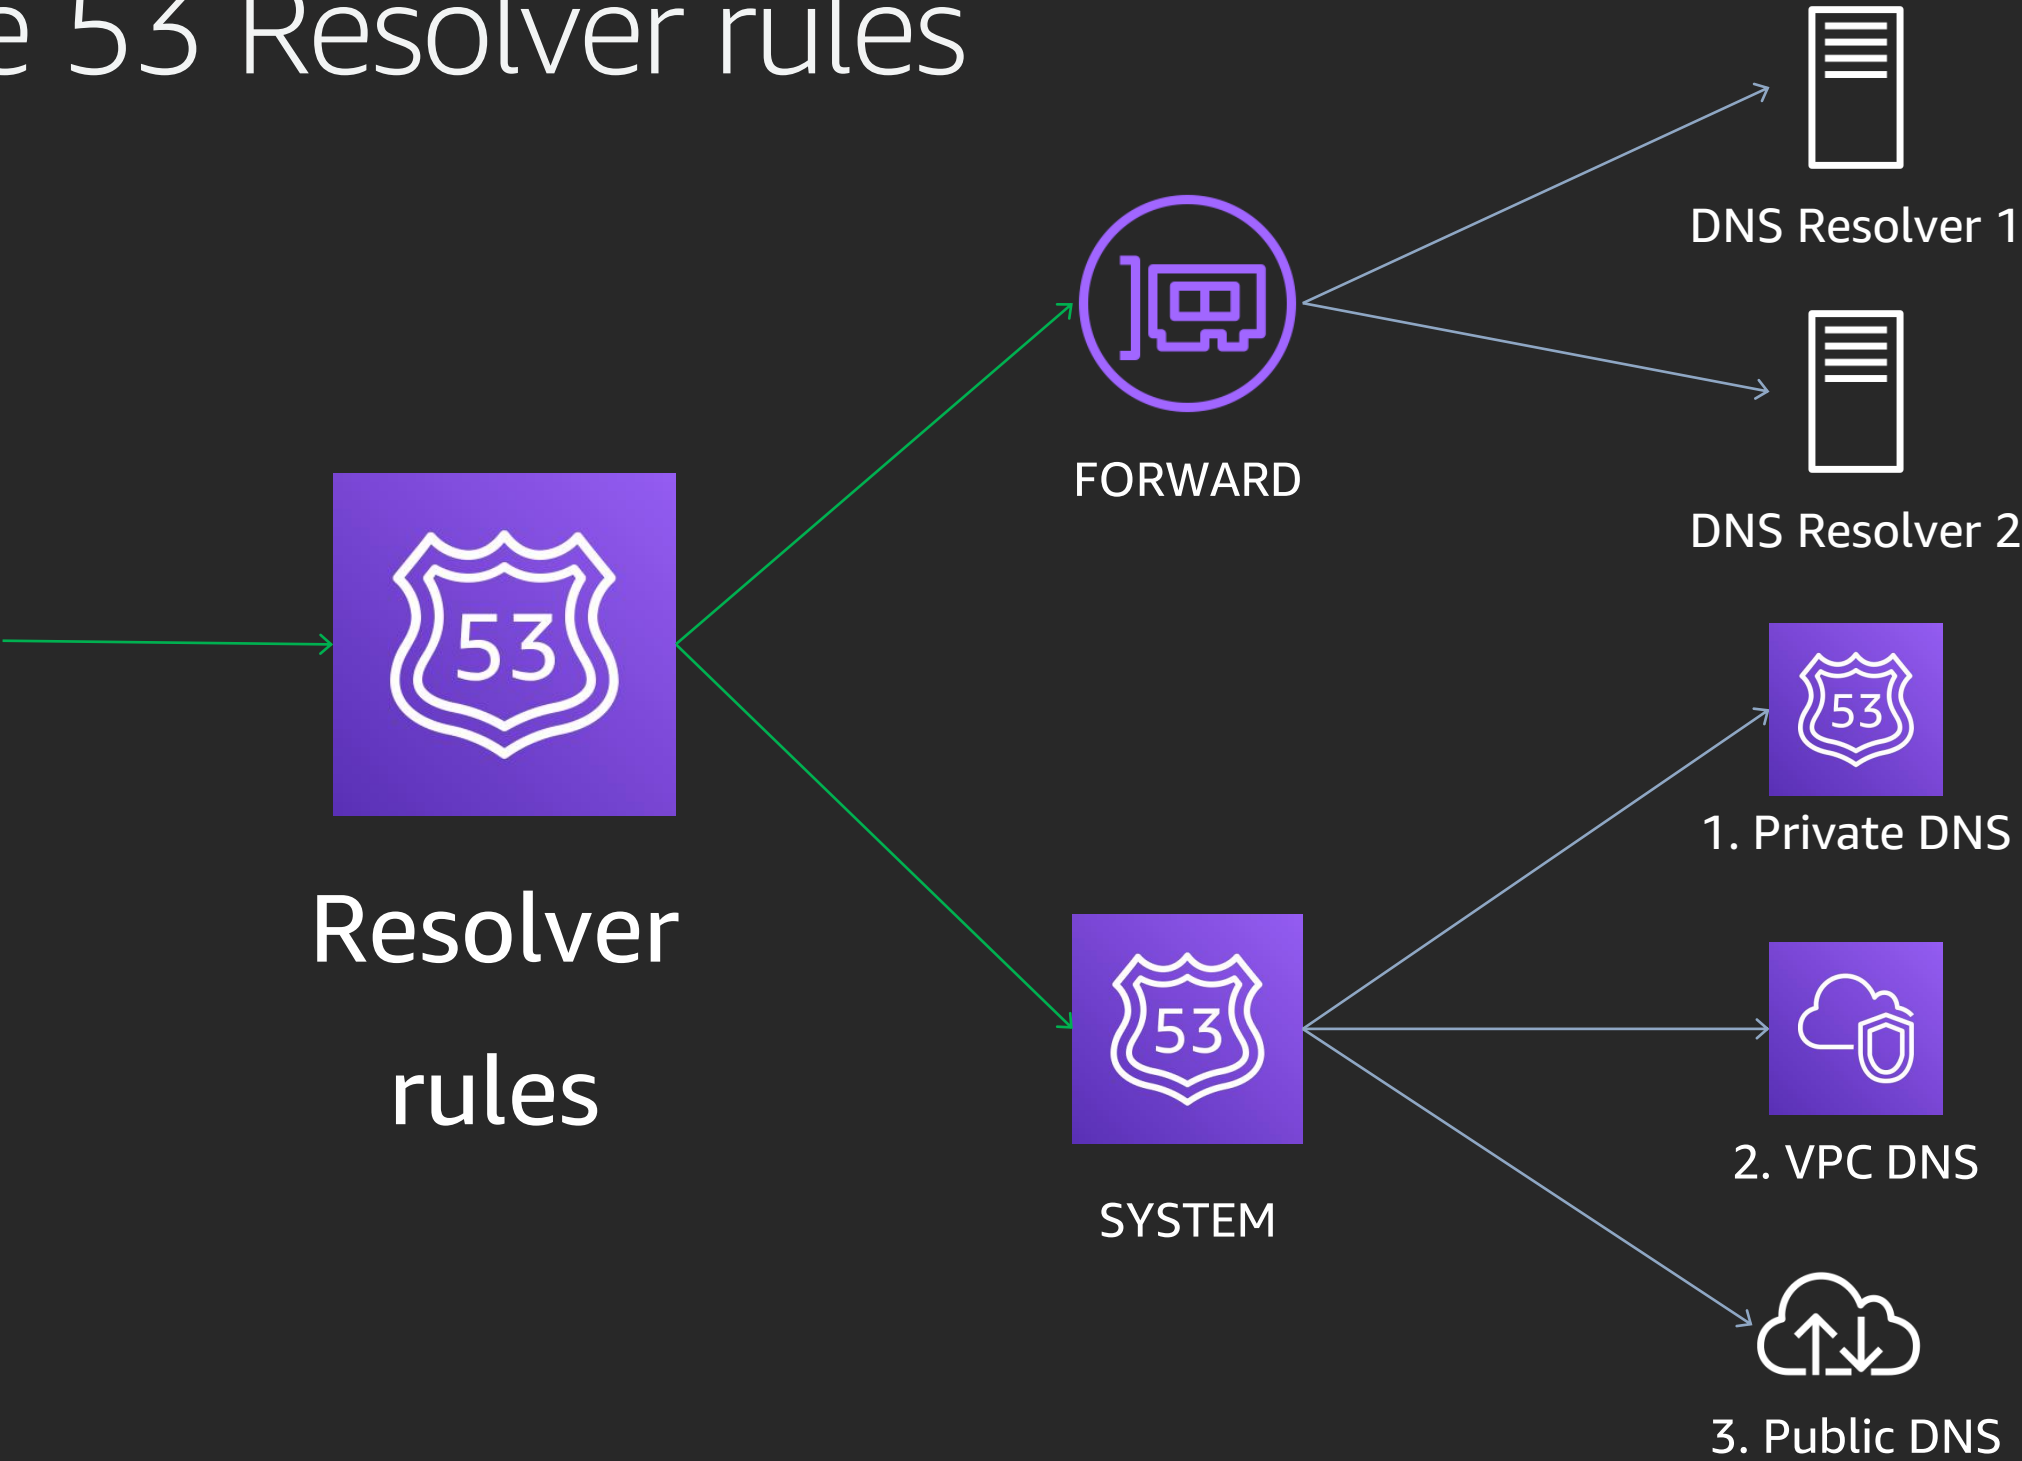 e 53 Resolver rules
DNS Resolver 1
FORWARD
DNS Resolver 2
53
53
1. Private DNS
Resolver
rules
53
2. VPC DNS
SYSTEM
3. Public DNS